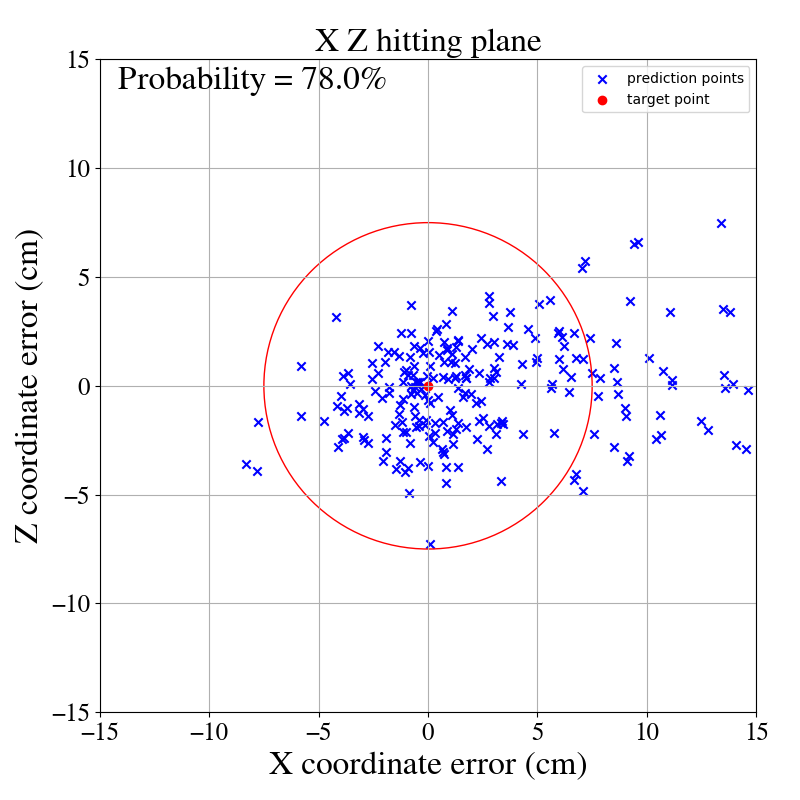 X Z hitting plane
Probability = 78.0%
prediction points
target point
15
10
5
0
−5
−10
−15
Z coordinate error (cm)
−15
−10
−5
0
5
10
15
X coordinate error (cm)